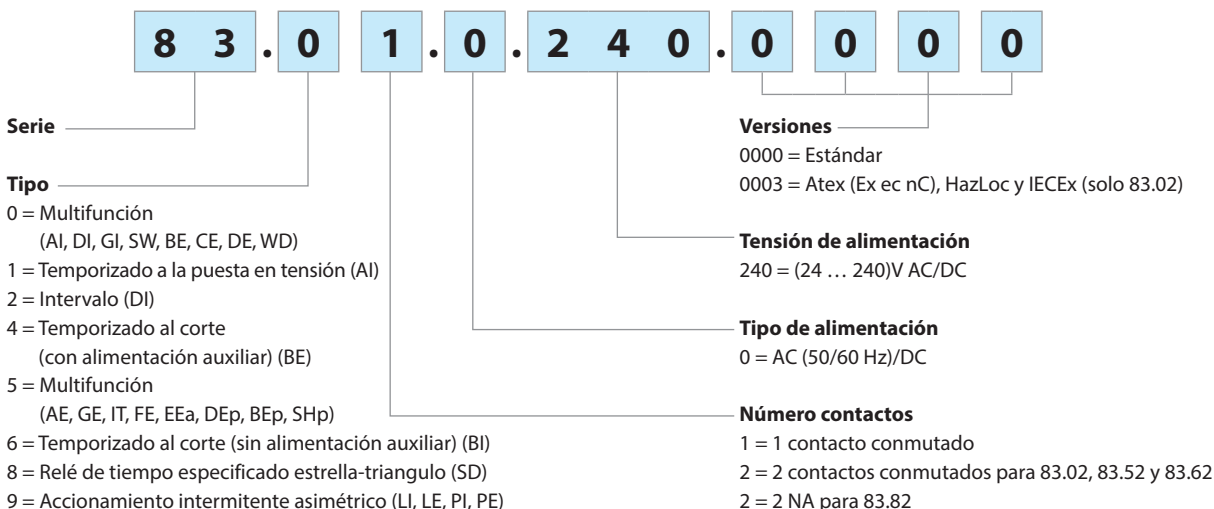 8 3 . 0 1 . 0 . 2 4 0 . 0 0 0 0
Serie
Tipo
0 = Multifunción
(AI, DI, GI, SW, BE, CE, DE, WD)
1 = Temporizado a la puesta en tensión (AI)
2 = Intervalo (DI)
4 = Temporizado al corte
(con alimentación auxiliar) (BE)
5 = Multifunción
(AE, GE, IT, FE, EEa, DEp, BEp, SHp)
6 = Temporizado al corte (sin alimentación auxiliar) (BI)
8 = Relé de tiempo especificado estrella-triangulo (SD)
9 = Accionamiento intermitente asimétrico (LI, LE, PI, PE)
Versiones
0000 = Estándar
0003 = Atex (Ex ec nC), HazLoc y IECEx (solo 83.02)
Tensión de alimentación
240 = (24 … 240)V AC/DC
Tipo de alimentación
0 = AC (50/60 Hz)/DC
Número contactos
1 = 1 contacto conmutado
2 = 2 contactos conmutados para 83.02, 83.52 y 83.62
2 = 2 NA para 83.82